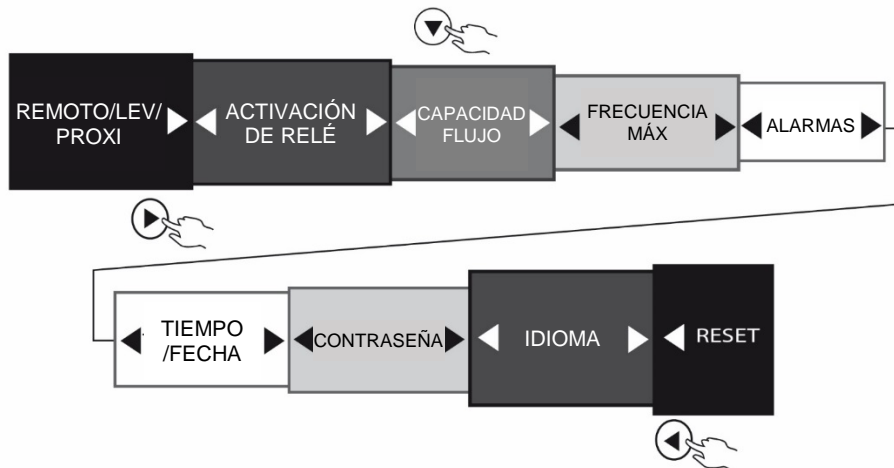 REMOTO/LEV/
PROXI
ACTIVACIÓN
DE RELÉ
CAPACIDAD
FLUJO
FRECUENCIA
MÁX
ALARMAS
TIEMPO
/FECHA
CONTRASEÑA
IDIOMA
RESET